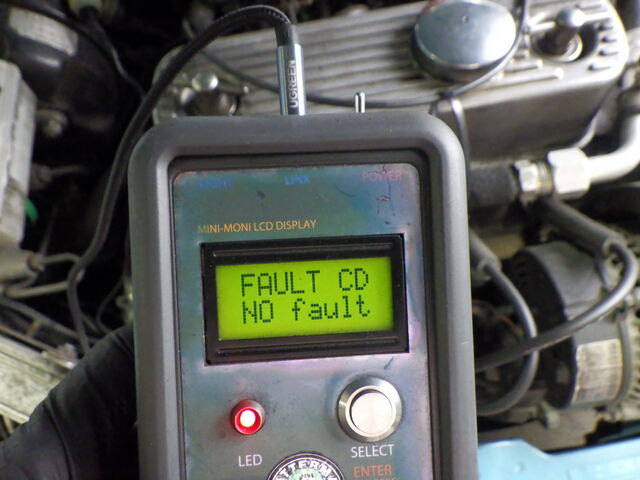 UGREEN
LIGHT LINK POWER
MINI-MONI LCD DISPLAY
FAULT CD
NO fault
LED SELECT
ENTER